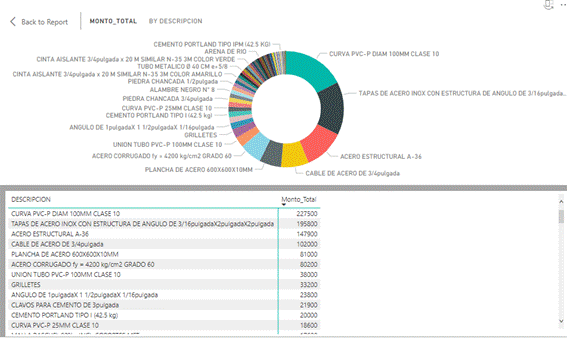 Back to Report
MONTO_TOTAL BY DESCRIPCION
CEMENTO PORTLAND TIPO IPM (42.5 KG)
ARENA DE RIO
CINTA AISLANTE 3/4pulgada x 20 M SIMILAR N-35 3M COLOR VERDE
TUBO METALICO Ø 40 CM e=5/8
CINTA AISLANTE 3/4pulgada x 20 M SIMILAR N-35 3M COLOR AMARILLO
PIEDRA CHANCADA 1/2pulgada
ALAMBRE NEGRO N° 8
PIEDRA CHANCADA 3/4pulgada
CURVA PVC-P 25MM CLASE 10
CEMENTO PORTLAND TIPO I (42.5 kg)
ANGULO DE 1pulgadaX 1 1/2pulgadaX 1/16pulgada
GRILLETES
UNION TUBO PVC-P 100MM CLASE 10
ACERO CORRUGADO fy = 4200 kg/cm2 GRADO 60
PLANCHA DE ACERO 600X600X10MM
CURVA PVC-P DIAM 100MM CLASE 10
TAPAS DE ACERO INOX CON ESTRUCTURA DE ANGULO DE 3/16pulgada...
ACERO ESTRUCTURAL A-36
CABLE DE ACERO DE 3/4pulgada
DESCRIPCION Monto_Total
CURVA PVC-P DIAM 100MM CLASE 10 227500
TAPAS DE ACERO INOX CON ESTRUCTURA DE ANGULO DE 3/16pulgadaX2pulgadaX2pulgada 195800
ACERO ESTRUCTURAL A-36 147900
CABLE DE ACERO DE 3/4pulgada 102000
PLANCHA DE ACERO 600X600X10MM 81000
ACERO CORRUGADO fy = 4200 kg/cm2 GRADO 60 80200
UNION TUBO PVC-P 100MM CLASE 10 38000
GRILLETES 33200
ANGULO DE 1pulgadaX 1 1/2pulgadaX 1/16pulgada 23800
CLAVOS PARA CEMENTO DE 3pulgada 21900
CEMENTO PORTLAND TIPO I (42.5 kg) 20000
CURVA PVC-P 25MM CLASE 10 18600